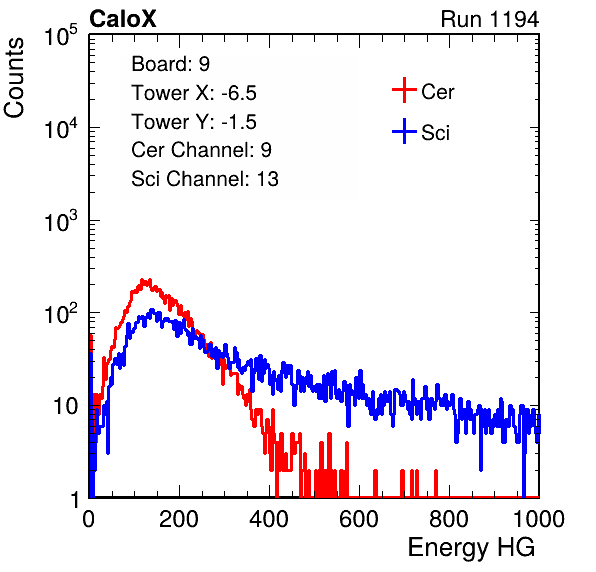 CaloX Run 1194
Counts
10^5
10^4
10^3
10^2
10
1
Board: 9
Tower X: -6.5
Tower Y: -1.5
Cer Channel: 9
Sci Channel: 13
Cer
Sci
0 200 400 600 800 1000
Energy HG